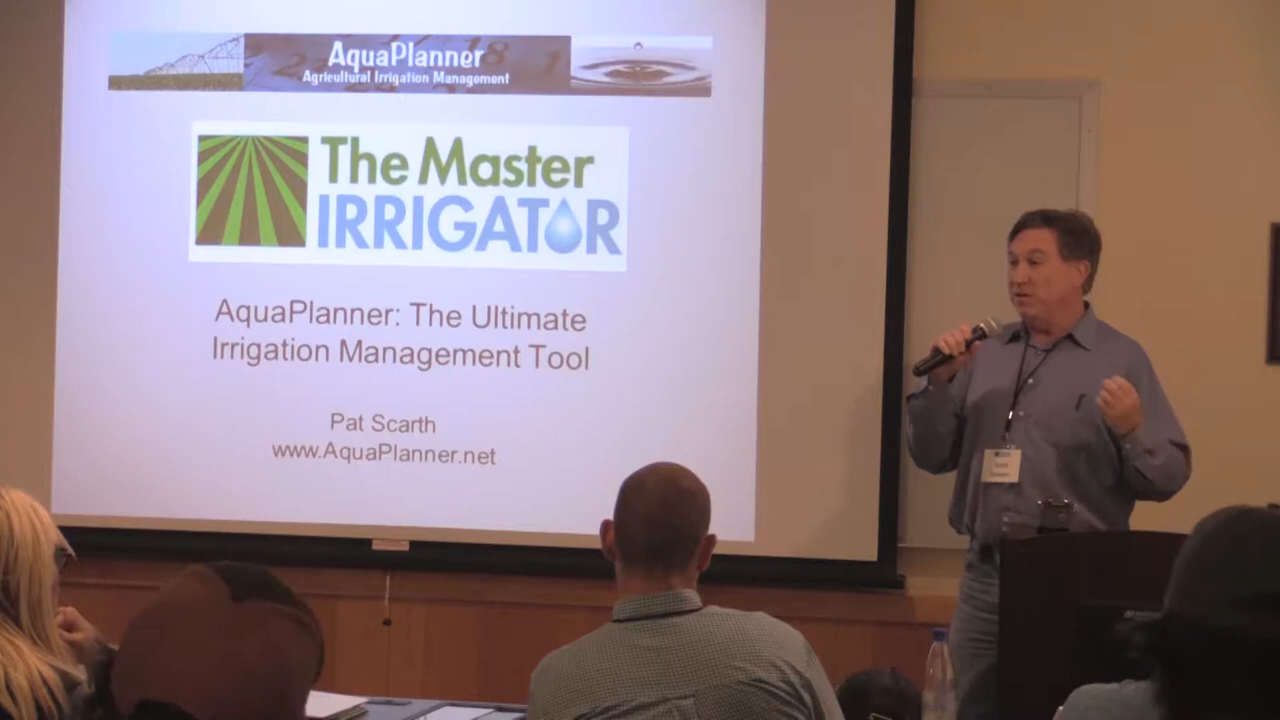 AquaPlanner
Agricultural Irrigation Management
The Master
IRRIGATOR
AquaPlanner: The Ultimate
Irrigation Management Tool
Pat Scarth
www.AquaPlanner.net